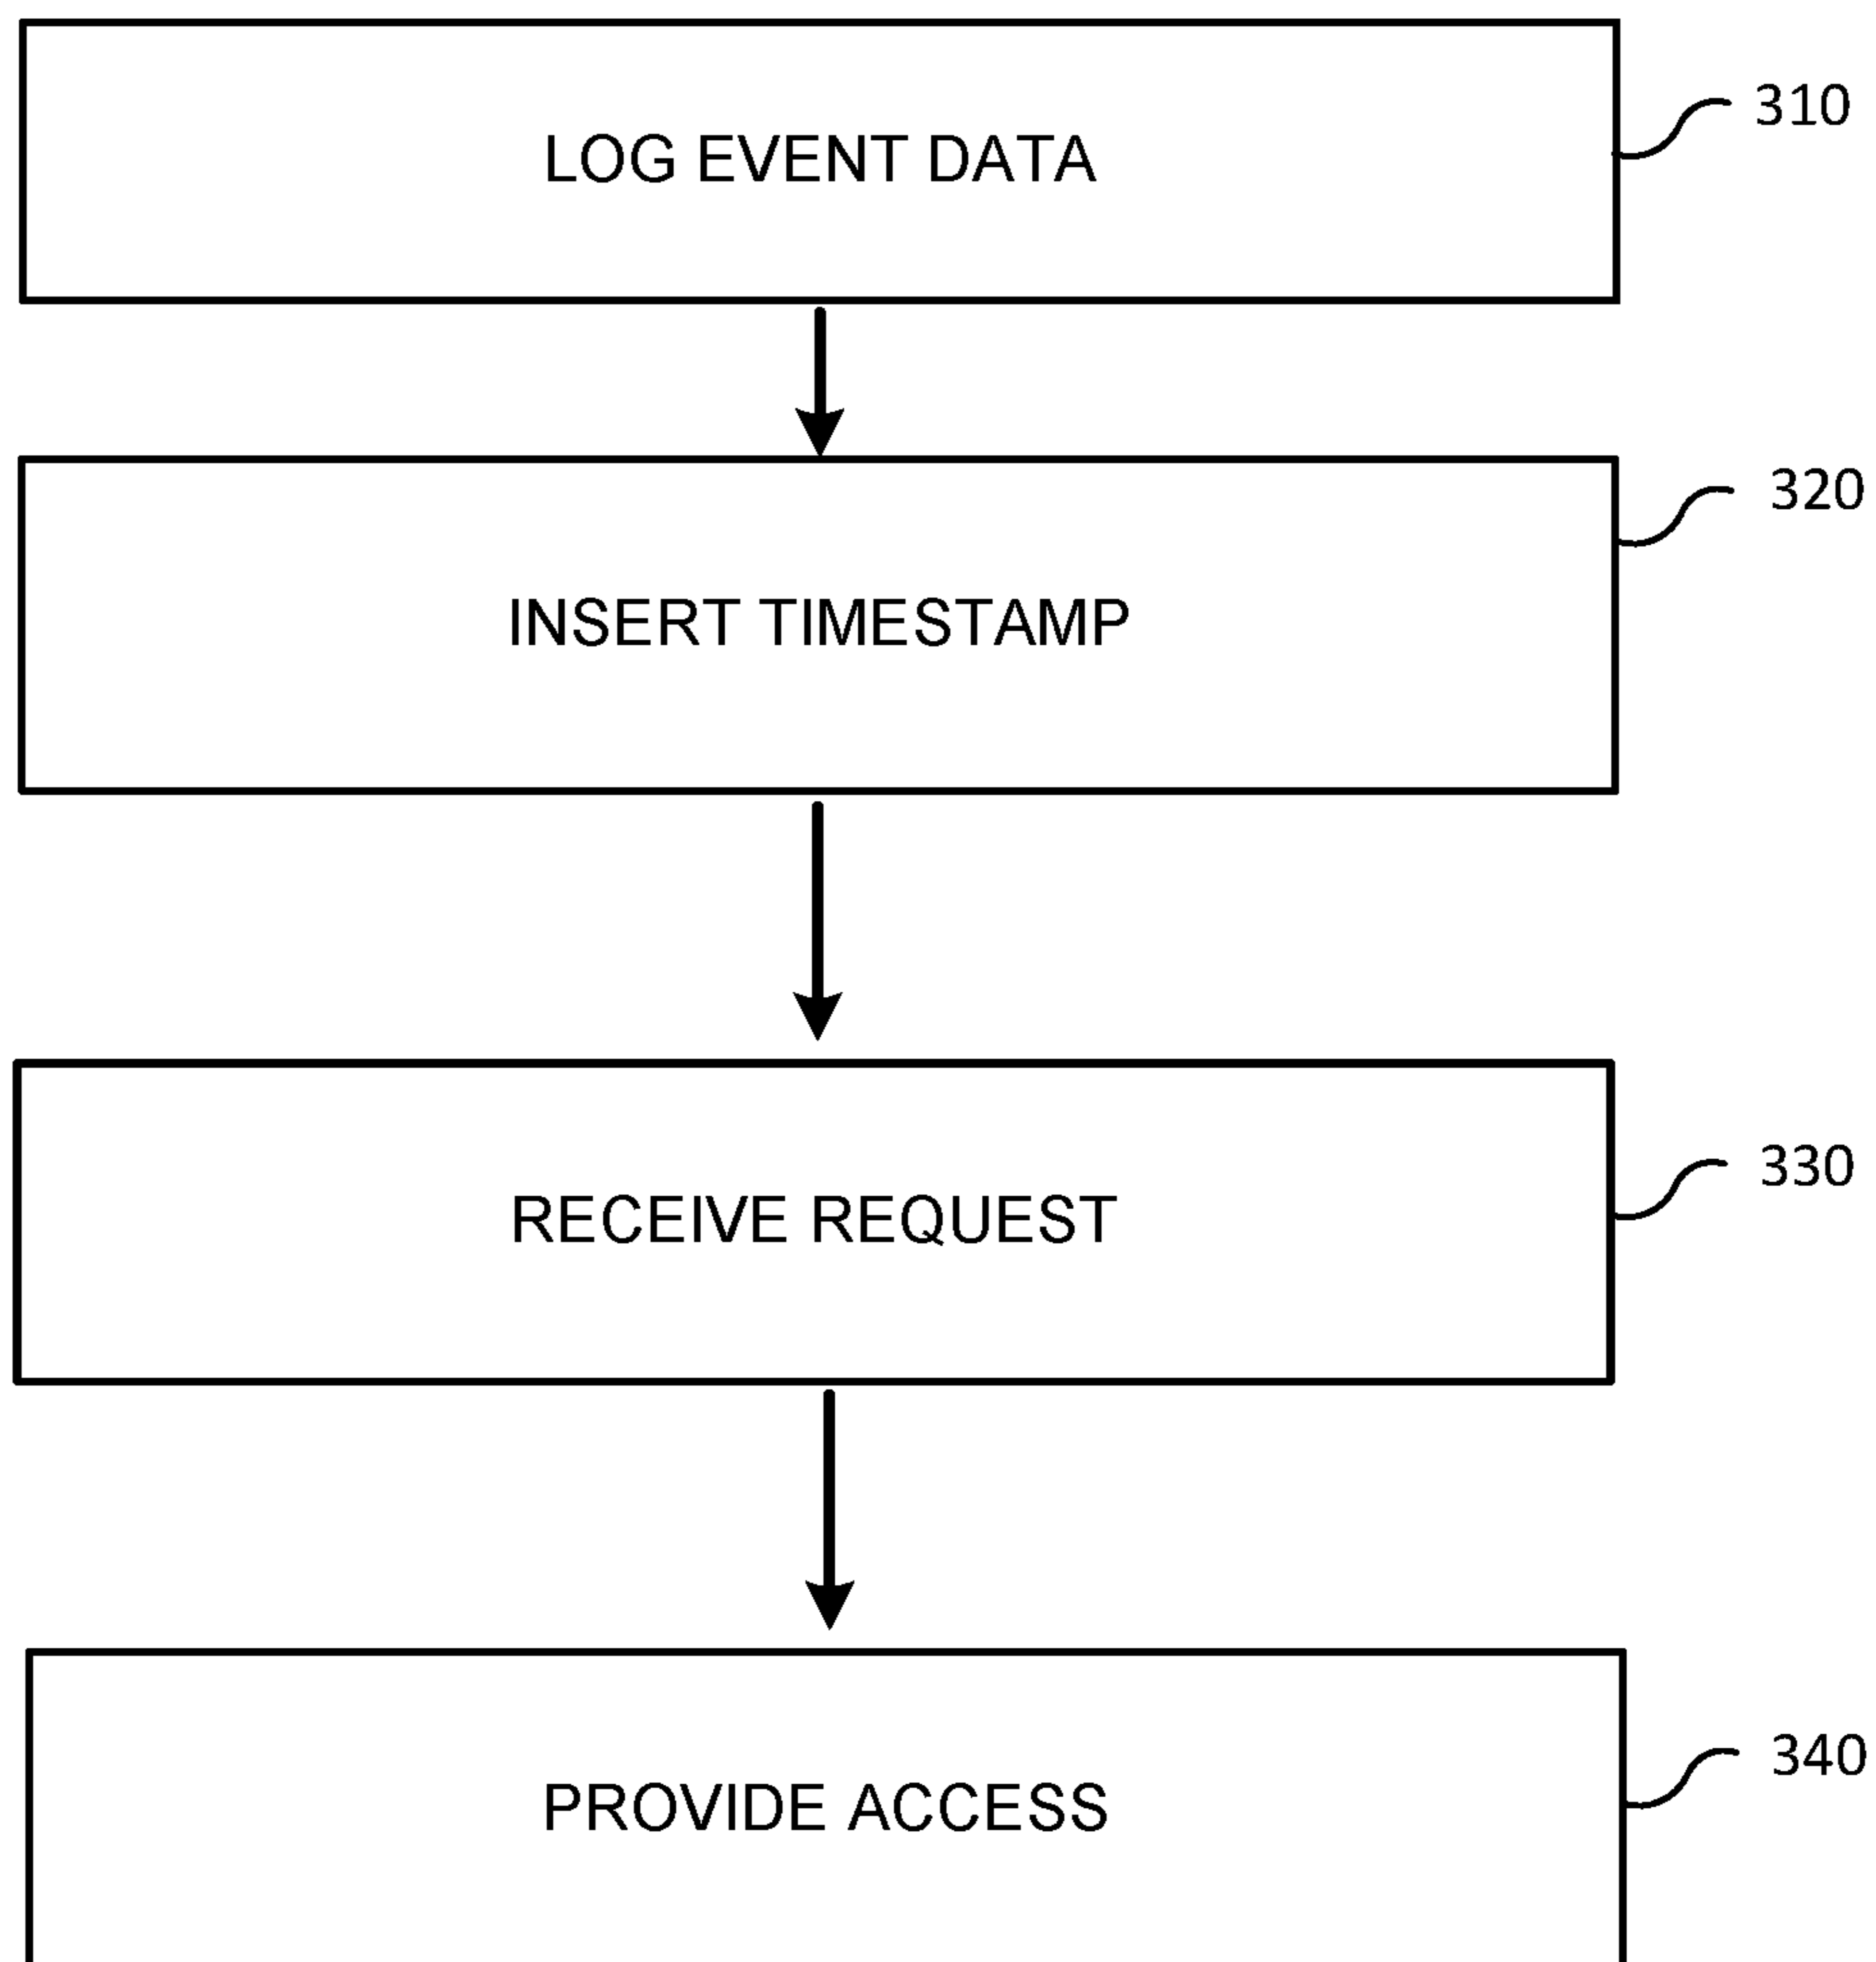 LOG EVENT DATA
310
INSERT TIMESTAMP
320
RECEIVE REQUEST
330
PROVIDE ACCESS
340